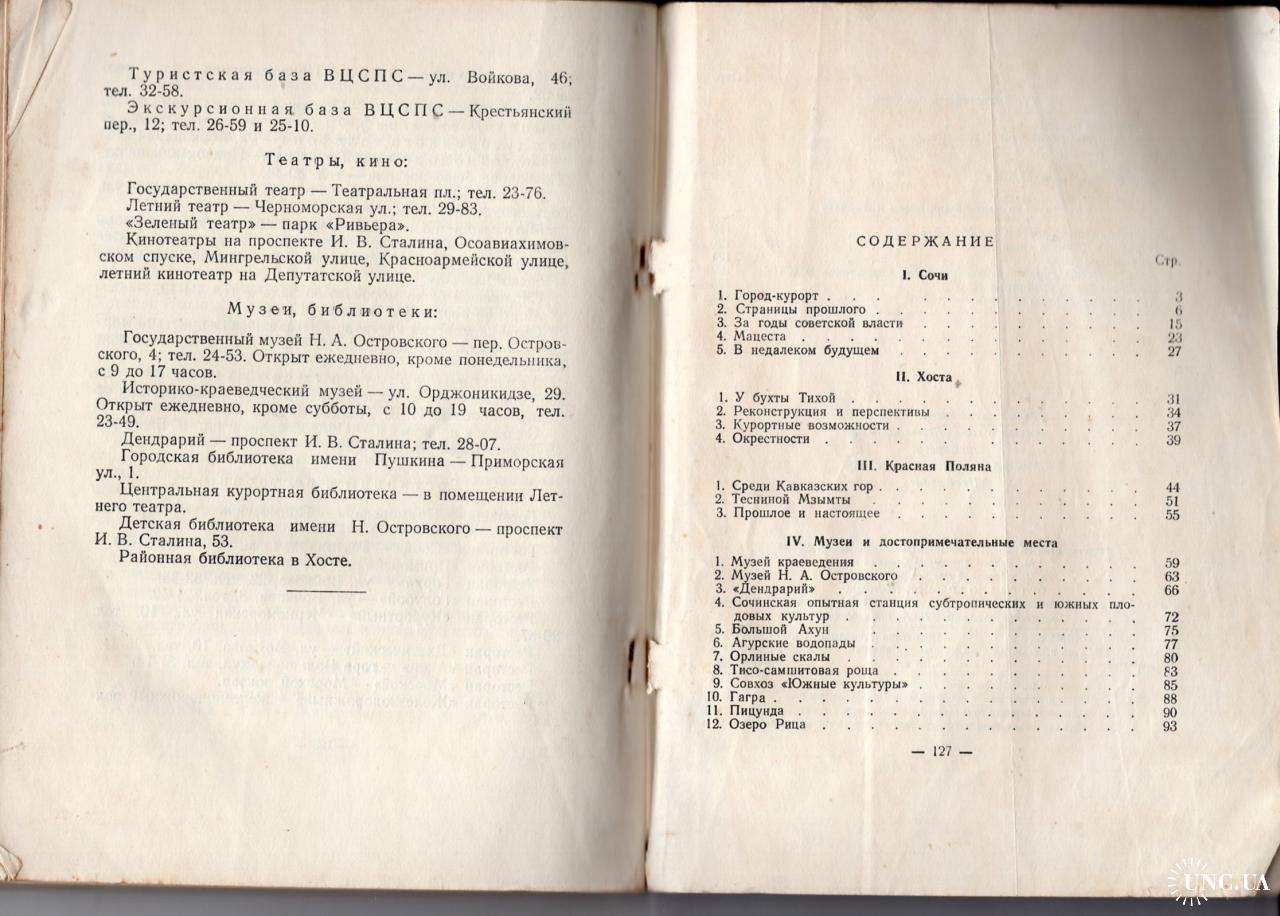 Туристская база ВЦСПС — ул. Войкова, 46;
тел. 32-58.
Экскурсионная база ВЦСПС — Крестьянский
пер., 12; тел. 26-59 и 25-10.
Театры, кино:
Государственный театр — Театральная пл.; тел. 23-76.
Летний театр — Черноморская ул.; тел. 29-83.
«Зеленый театр» — парк «Ривьера».
Кинотеатры на проспекте И. В. Сталина, Осоавиахимов-
ском спуске, Мингрельской улице, Красноармейской улице,
летний кинотеатр на Депутатской улице.
Музеи, библиотеки:
Государственный музей Н. А. Островского — пер. Остров-
ского, 4; тел. 24-53. Открыт ежедневно, кроме понедельника,
с 9 до 17 часов.
Историко-краеведческий музей — ул. Орджоникидзе, 29.
Открыт ежедневно, кроме субботы, с 10 до 19 часов, тел.
23-49.
Дендрарий — проспект И. В. Сталина; тел. 28-07.
Городская библиотека имени Пушкина — Приморская
ул., 1.
Центральная курортная библиотека — в помещении Лет-
него театра.
Детская библиотека имени Н. Островского — проспект
И. В. Сталина, 53.
Районная библиотека в Хосте.
СОДЕРЖАНИЕ
Стр.
I. Сочи
1. Город-курорт . . . . . . . . . . . . 3
2. Страницы прошлого . . . . . . . . . . . . 6
3. За годы советской власти . . . . . . . . . . . 15
4. Мацеста . . . . . . . . . . . . 23
5. В недалеком будущем . . . . . . . . . . . 27
II. Хоста
1. У бухты Тихой . . . . . . . . . . . . 31
2. Реконструкция и перспективы . . . . . . . . . . 34
3. Курортные возможности . . . . . . . . . . . 37
4. Окрестности . . . . . . . . . . . . 39
III. Красная Поляна
1. Среди Кавказских гор . . . . . . . . . . . 44
2. Тесниной Мзымты . . . . . . . . . . . 51
3. Прошлое и настоящее . . . . . . . . . . . 55
IV. Музеи и достопримечательные места
1. Музей краеведения . . . . . . . . . . . 59
2. Музей Н. А. Островского . . . . . . . . . . 63
3. «Дендрарий» . . . . . . . . . . . . 66
4. Сочинская опытная станция субтропических и южных пло-
довых культур . . . . . . . . . . . 72
5. Большой Ахун . . . . . . . . . . . 75
6. Агурские водопады . . . . . . . . . . . 77
7. Орлиные скалы . . . . . . . . . . . 80
8. Тисо-самшитовая роща . . . . . . . . . . 83
9. Совхоз «Южные культуры» . . . . . . . . . . 85
10. Гагра . . . . . . . . . . . . . 88
11. Пицунда . . . . . . . . . . . . 90
12. Озеро Рица . . . . . . . . . . . . 93
— 127 —
UNC.UA